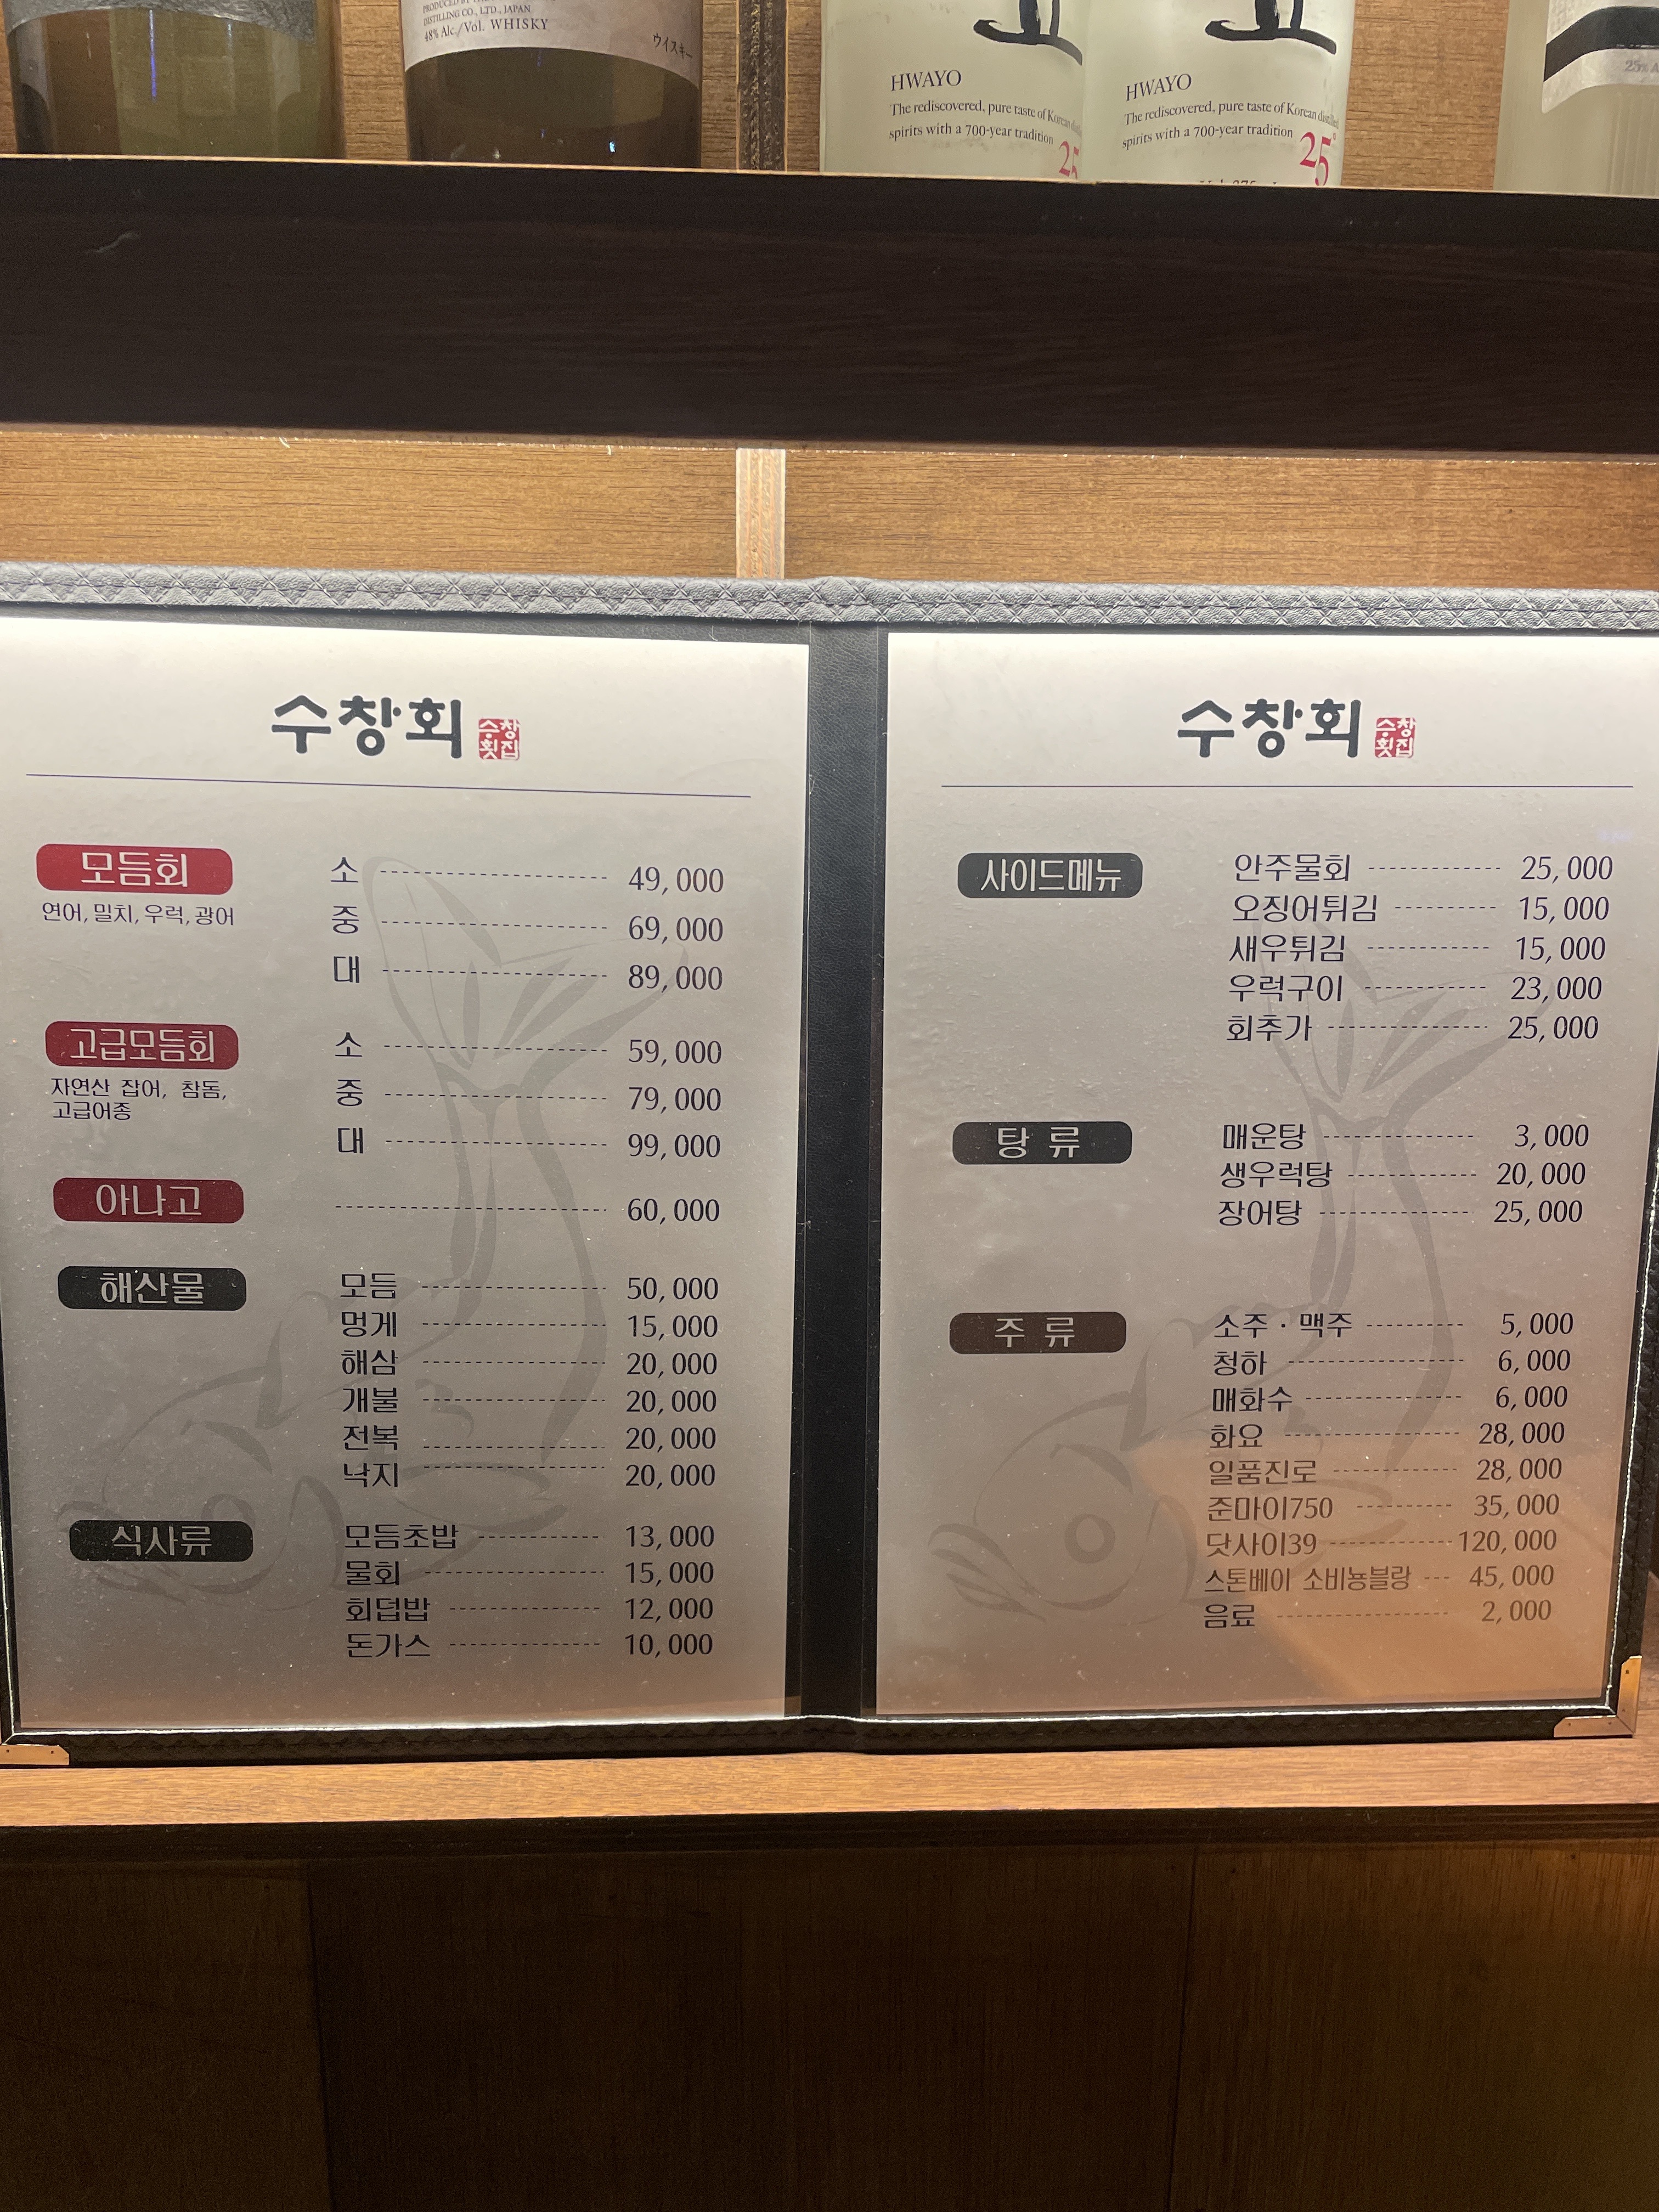 PRODUCED BY
DISTILLING CO., LTD., JAPAN
48% Alc./Vol. WHISKY
ウイスキー
HWAYO
The rediscovered, pure taste of Korean
spirits with a 700-year tradition
25
HWAYO
The rediscovered, pure taste of Korean distilled
spirits with a 700-year tradition
25°
25%
수창회 수창횟집
모듬회
연어, 밀치, 우럭, 광어
소 49,000
중 69,000
대 89,000
고급모듬회
자연산 잡어, 참돔,
고급어종
소 59,000
중 79,000
대 99,000
아나고 60,000
해산물
모듬 50,000
멍게 15,000
해삼 20,000
개불 20,000
전복 20,000
낙지 20,000
식사류
모듬초밥 13,000
물회 15,000
회덥밥 12,000
돈가스 10,000
수창회 수창횟집
사이드메뉴
안주물회 25,000
오징어튀김 15,000
새우튀김 15,000
우럭구이 23,000
회추가 25,000
탕 류
매운탕 3,000
생우럭탕 20,000
장어탕 25,000
주 류
소주 · 맥주 5,000
청하 6,000
매화수 6,000
화요 28,000
일품진로 28,000
준마이750 35,000
닷사이39 120,000
스톤베이 소비뇽블랑 45,000
음료 2,000